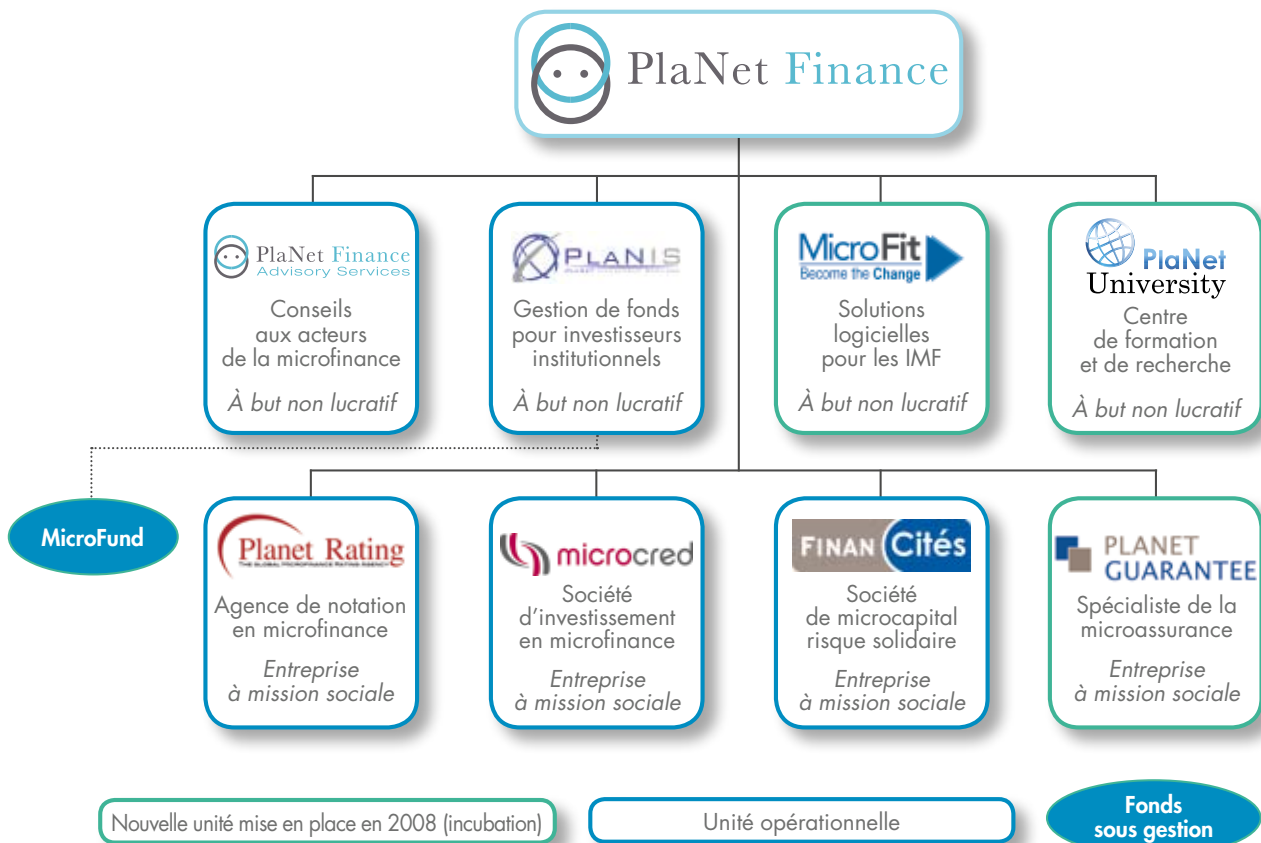 PlaNet Finance
PlaNet Finance
Advisory Services
Conseils
aux acteurs
de la microfinance
À but non lucratif
PLANIS
Gestion de fonds
pour investisseurs
institutionnels
À but non lucratif
MicroFit
Become the Change
Solutions
logicielles
pour les IMF
À but non lucratif
PlaNet
University
Centre
de formation
et de recherche
À but non lucratif
MicroFund
Planet Rating
THE GLOBAL MICROFINANCE RATING AGENCY
Agence de notation
en microfinance
Entreprise
à mission sociale
microcred
Société
d'investissement
en microfinance
Entreprise
à mission sociale
FINAN Cités
Société
de microcapital
risque solidaire
Entreprise
à mission sociale
PLANET
GUARANTEE
Spécialiste de la
microassurance
Entreprise
à mission sociale
Nouvelle unité mise en place en 2008 (incubation)
Unité opérationnelle
Fonds
sous gestion